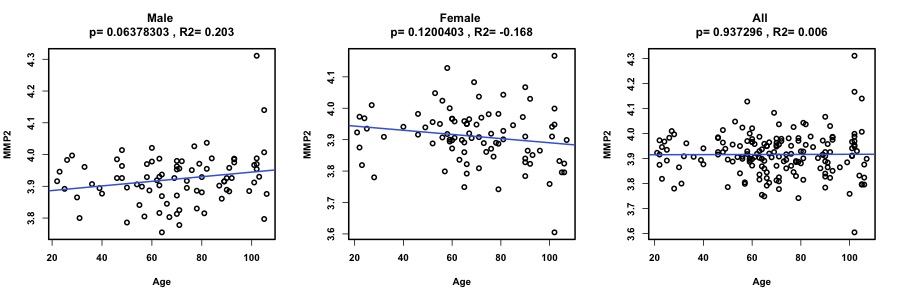 Male
p= 0.06378303 , R2= 0.203
MMP2
4.3
4.2
4.1
4.0
3.9
3.8
20
40
60
80
100
Age
Female
p= 0.1200403 , R2= -0.168
MMP2
4.1
4.0
3.9
3.8
3.7
3.6
20
40
60
80
100
Age
All
p= 0.937296 , R2= 0.006
MMP2
4.3
4.2
4.1
4.0
3.9
3.8
3.7
3.6
20
40
60
80
100
Age